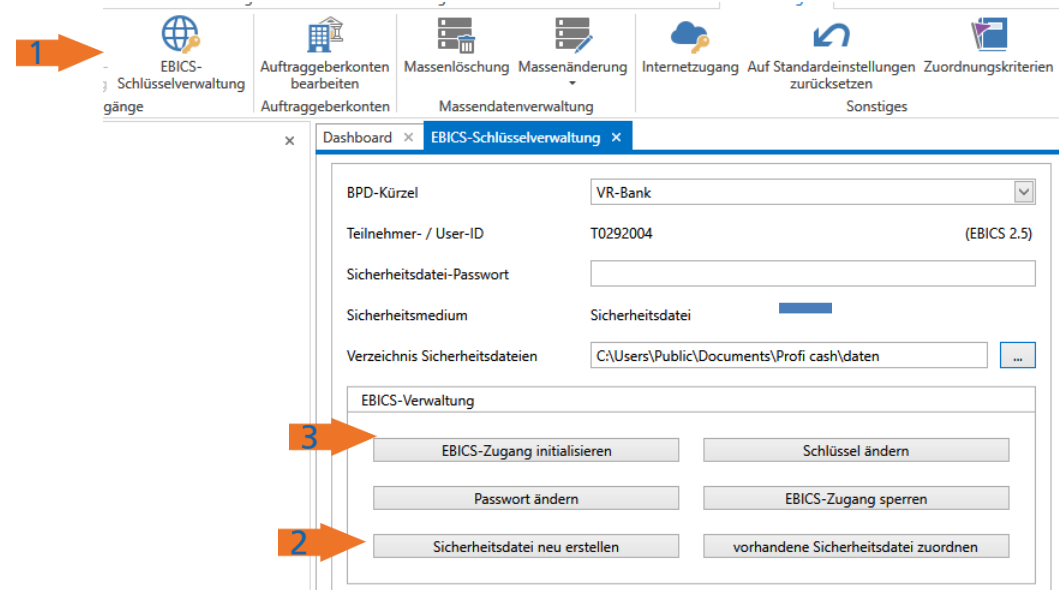 1
EBICS-
Schlüsselverwaltung
Auftraggeberkonten
bearbeiten
Massenlöschung
Massenänderung
Internetzugang
Auf Standardeinstellungen
zurücksetzen
Zuordnungskriterien
gänge
Auftraggeberkonten
Massendatenverwaltung
Sonstiges
Dashboard
EBICS-Schlüsselverwaltung
BPD-Kürzel VR-Bank
Teilnehmer- / User-ID T0292004 (EBICS 2.5)
Sicherheitsdatei-Passwort
Sicherheitsmedium Sicherheitsdatei
Verzeichnis Sicherheitsdateien C:\Users\Public\Documents\Profi cash\daten ...
EBICS-Verwaltung
3
EBICS-Zugang initialisieren Schlüssel ändern
Passwort ändern EBICS-Zugang sperren
2
Sicherheitsdatei neu erstellen vorhandene Sicherheitsdatei zuordnen